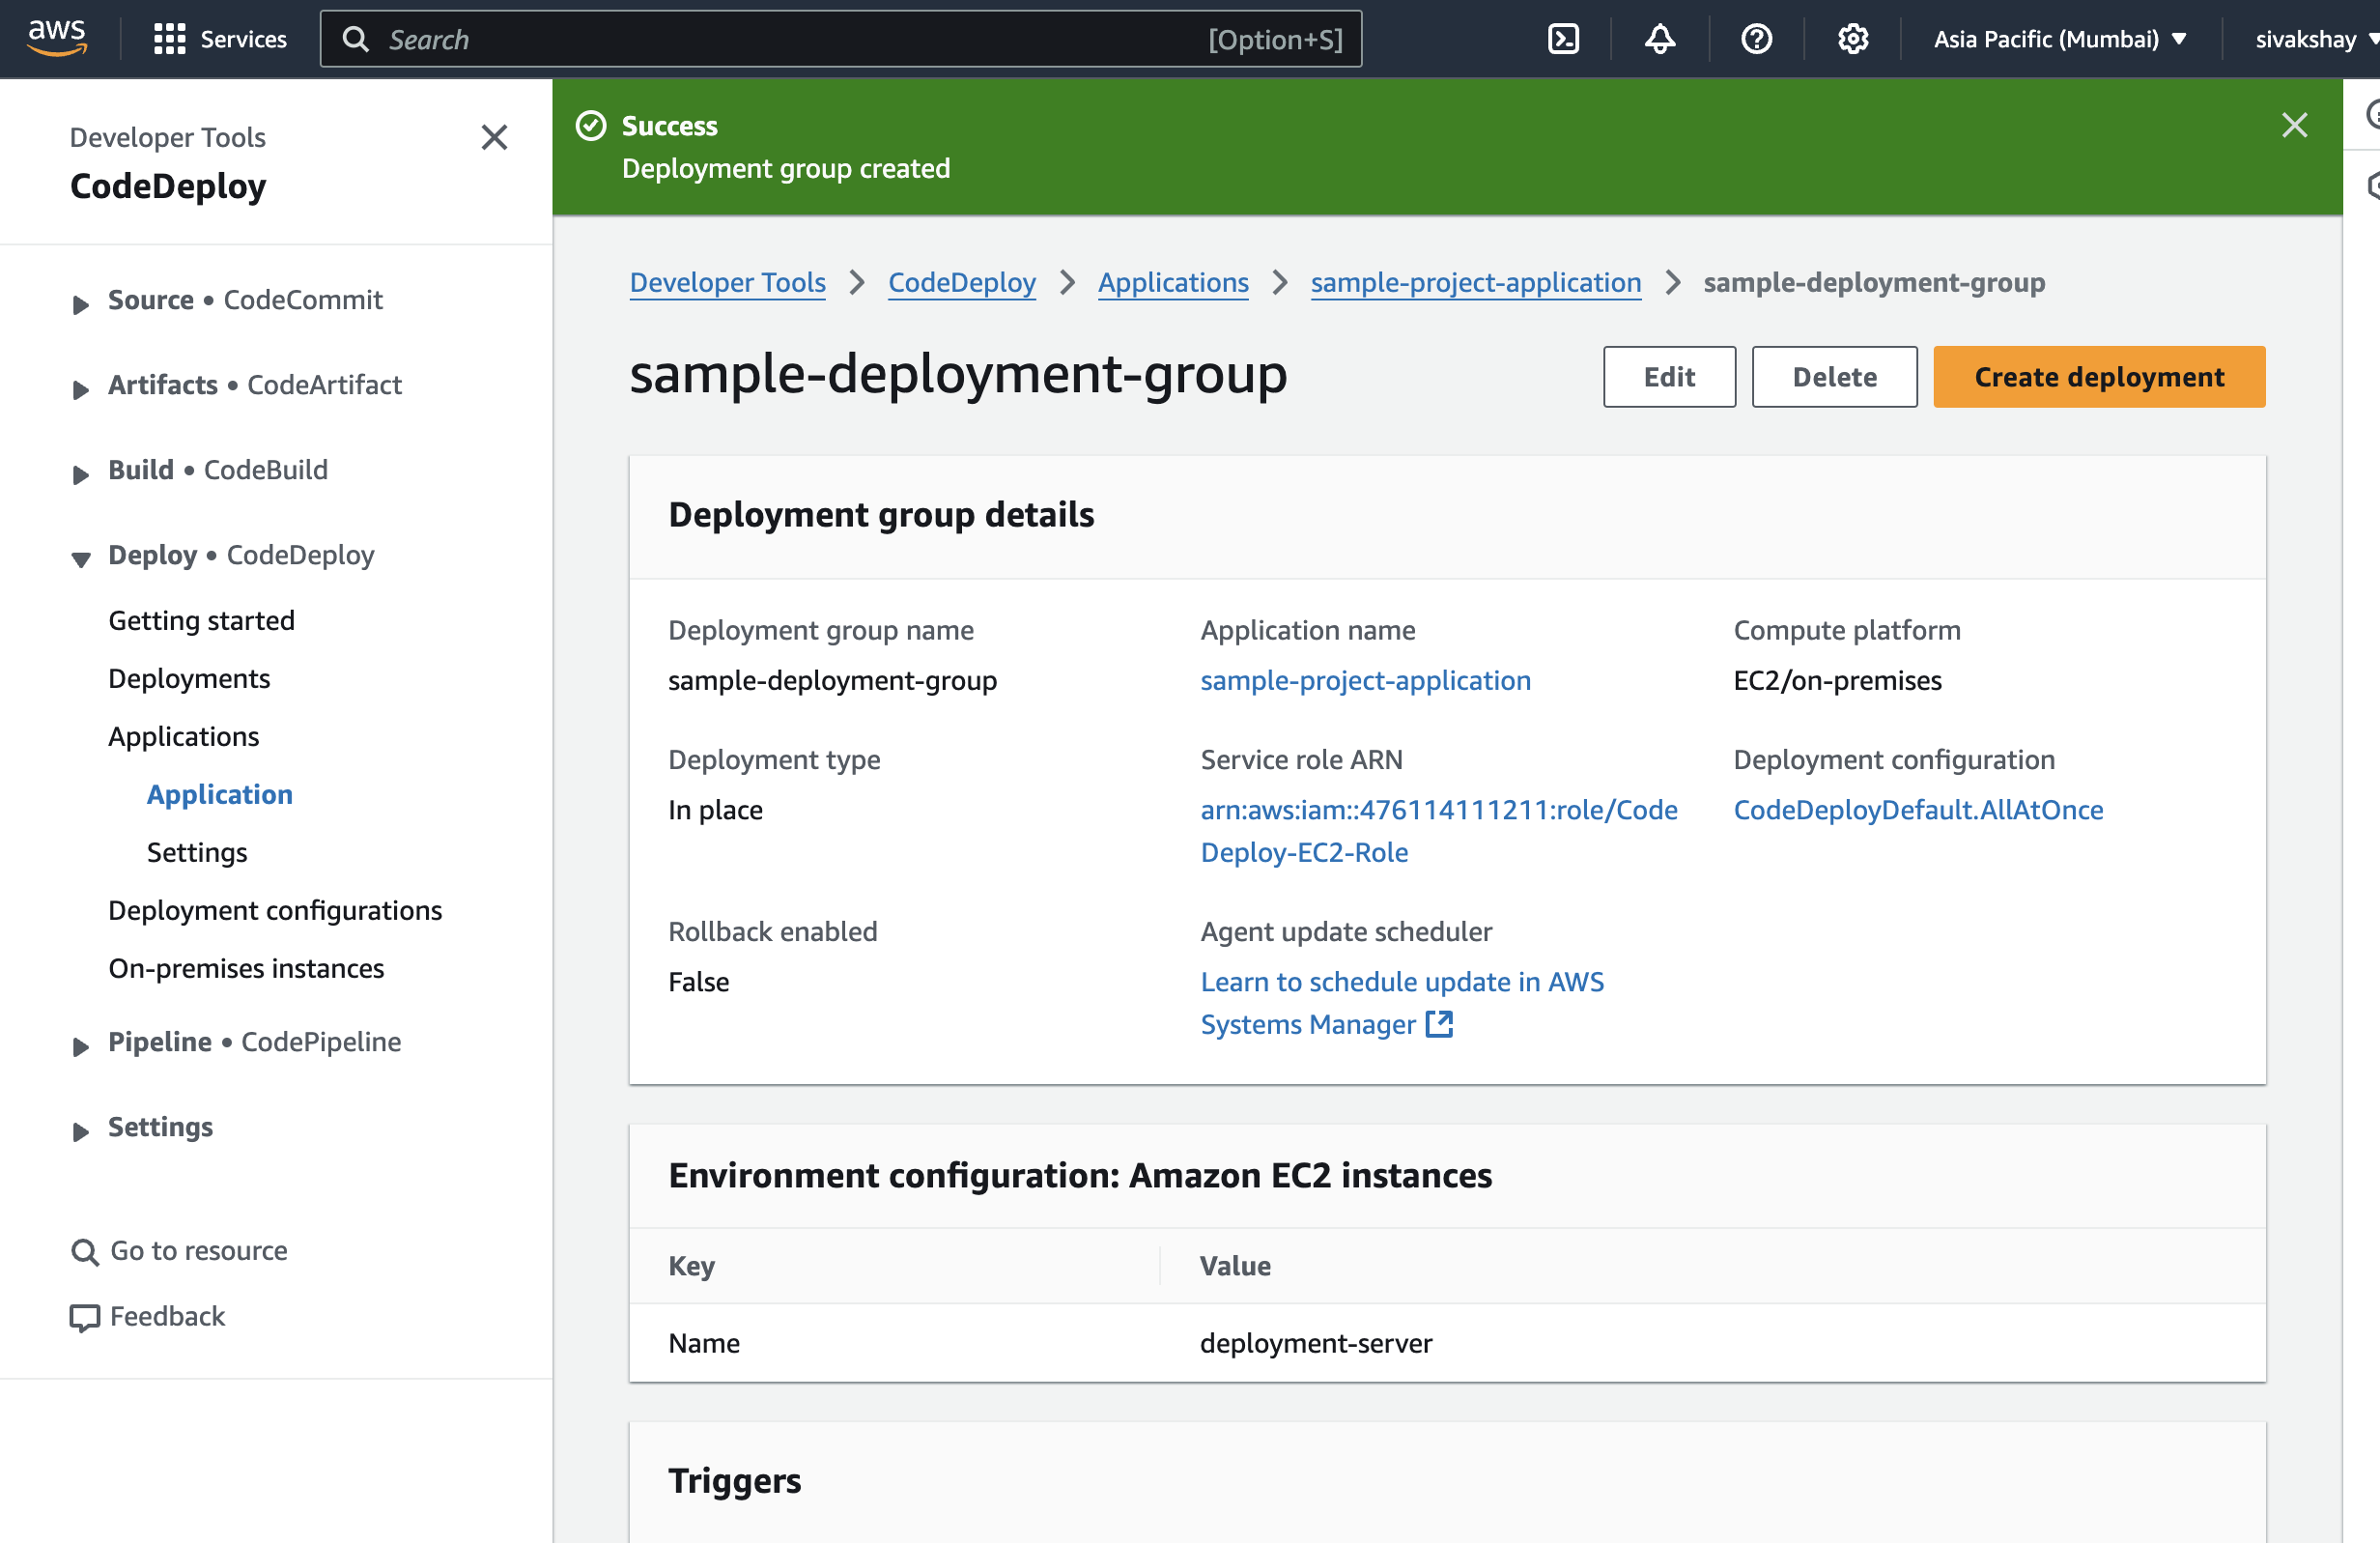 aws
Services
Search
[Option+S]
Asia Pacific (Mumbai)
sivakshay
Developer Tools
CodeDeploy
Source • CodeCommit
Artifacts • CodeArtifact
Build • CodeBuild
Deploy • CodeDeploy
Getting started
Deployments
Applications
Application
Settings
Deployment configurations
On-premises instances
Pipeline • CodePipeline
Settings
Go to resource
Feedback
Success
Deployment group created
Developer Tools > CodeDeploy > Applications > sample-project-application > sample-deployment-group
sample-deployment-group
Edit
Delete
Create deployment
Deployment group details
Deployment group name
sample-deployment-group
Application name
sample-project-application
Compute platform
EC2/on-premises
Deployment type
In place
Service role ARN
arn:aws:iam::476114111211:role/Code
Deploy-EC2-Role
Deployment configuration
CodeDeployDefault.AllAtOnce
Rollback enabled
False
Agent update scheduler
Learn to schedule update in AWS
Systems Manager
Environment configuration: Amazon EC2 instances
Key
Value
Name
deployment-server
Triggers